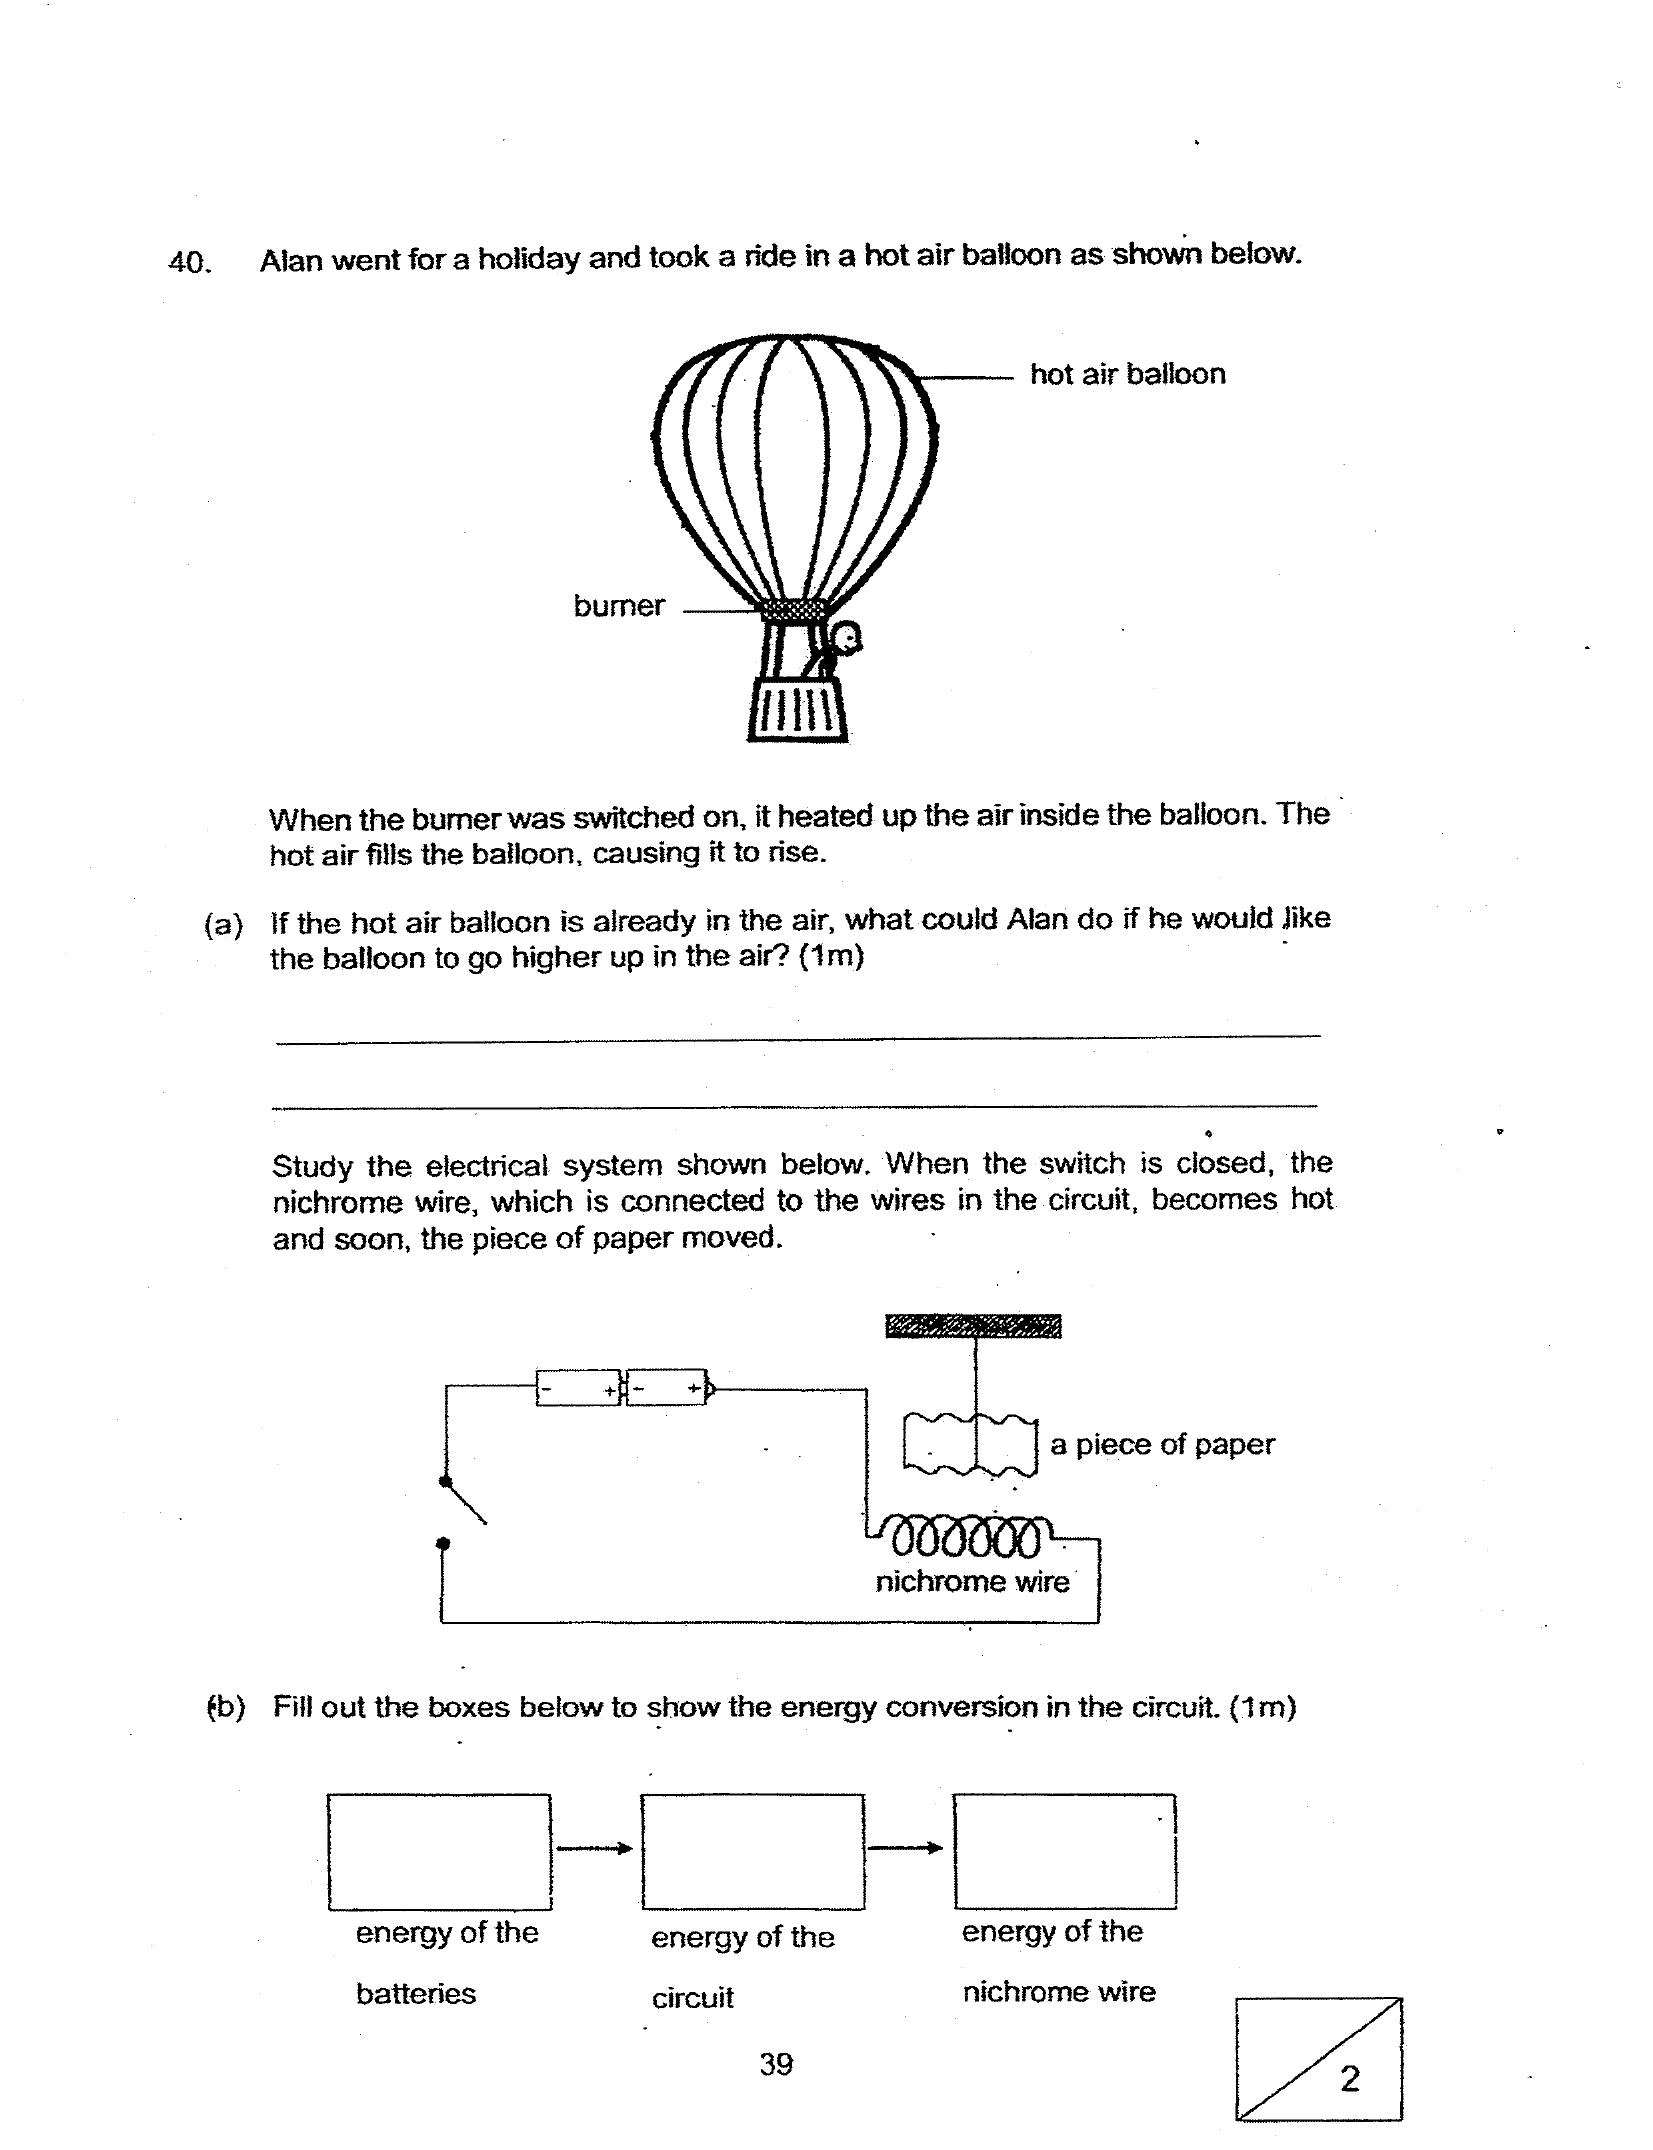 40. Alan went for a holiday and took a ride in a hot air balloon as shown below.
hot air balloon
burner
When the burner was switched on, it heated up the air inside the balloon. The
hot air fills the balloon, causing it to rise.
(a) If the hot air balloon is already in the air, what could Alan do if he would like
the balloon to go higher up in the air? (1m)
Study the electrical system shown below. When the switch is closed, the
nichrome wire, which is connected to the wires in the circuit, becomes hot
and soon, the piece of paper moved.
- + - +
a piece of paper
nichrome wire
(b) Fill out the boxes below to show the energy conversion in the circuit. (1m)
energy of the
batteries
energy of the
circuit
energy of the
nichrome wire
39
2